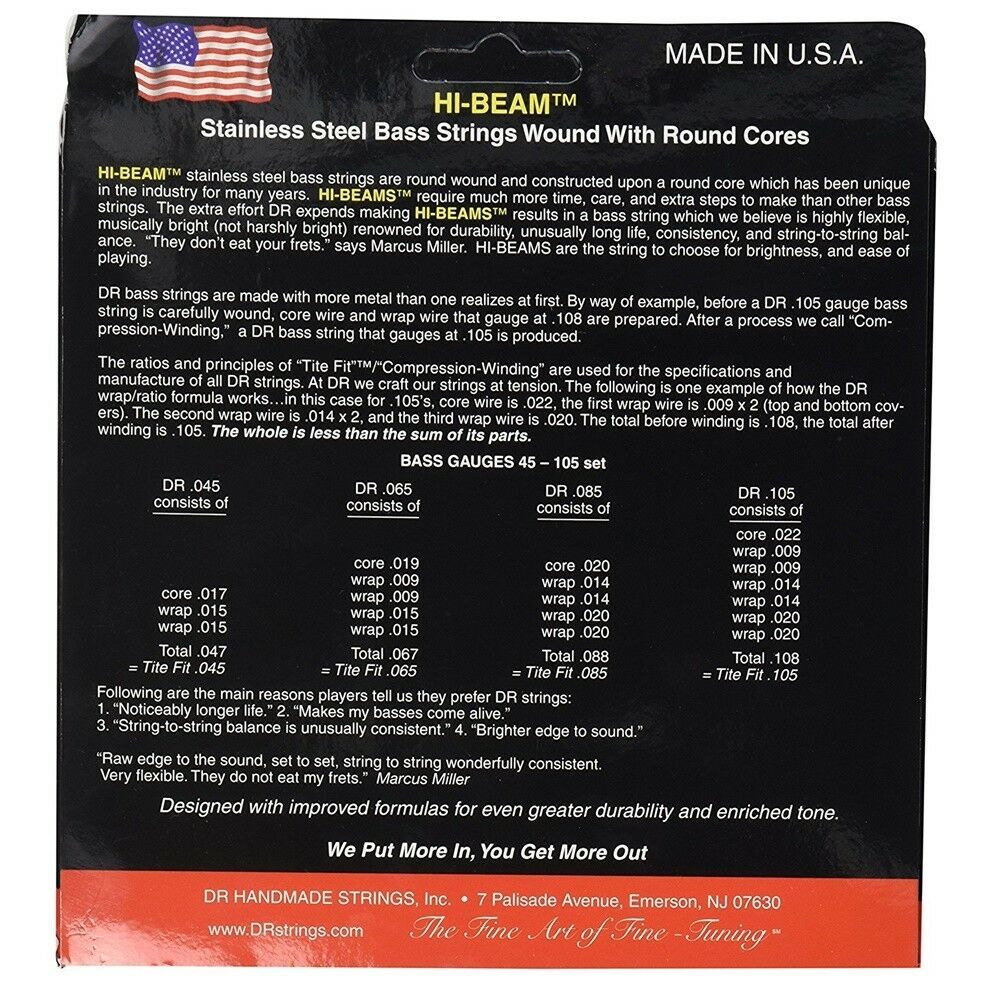 MADE IN U.S.A.
HI-BEAM™
Stainless Steel Bass Strings Wound With Round Cores
HI-BEAM™ stainless steel bass strings are round wound and constructed upon a round core which has been unique
in the industry for many years. HI-BEAMS™ require much more time, care, and extra steps to make than other bass
strings. The extra effort DR expends making HI-BEAMS™ results in a bass string which we believe is highly flexible,
musically bright (not harshly bright) renowned for durability, unusually long life, consistency, and string-to-string bal-
ance. “They don’t eat your frets.” says Marcus Miller. HI-BEAMS are the string to choose for brightness, and ease of
playing.
DR bass strings are made with more metal than one realizes at first. By way of example, before a DR .105 gauge bass
string is carefully wound, core wire and wrap wire that gauge at .108 are prepared. After a process we call “Com-
pression-Winding,” a DR bass string that gauges at .105 is produced.
The ratios and principles of “Tite Fit”™/“Compression-Winding” are used for the specifications and
manufacture of all DR strings. At DR we craft our strings at tension. The following is one example of how the DR
wrap/ratio formula works…in this case for .105’s, core wire is .022, the first wrap wire is .009 x 2 (top and bottom cov-
ers). The second wrap wire is .014 x 2, and the third wrap wire is .020. The total before winding is .108, the total after
winding is .105. The whole is less than the sum of its parts.
BASS GAUGES 45 – 105 set
DR .045
consists of
core .017
wrap .015
wrap .015
Total .047
= Tite Fit .045
DR .065
consists of
core .019
wrap .009
wrap .009
wrap .015
wrap .015
Total .067
= Tite Fit .065
DR .085
consists of
core .020
wrap .014
wrap .014
wrap .020
wrap .020
Total .088
= Tite Fit .085
DR .105
consists of
core .022
wrap .009
wrap .009
wrap .014
wrap .014
wrap .020
wrap .020
Total .108
= Tite Fit .105
Following are the main reasons players tell us they prefer DR strings:
1. “Noticeably longer life.” 2. “Makes my basses come alive.”
3. “String-to-string balance is unusually consistent.” 4. “Brighter edge to sound.”
“Raw edge to the sound, set to set, string to string wonderfully consistent.
Very flexible. They do not eat my frets.” Marcus Miller
Designed with improved formulas for even greater durability and enriched tone.
We Put More In, You Get More Out
DR HANDMADE STRINGS, Inc. • 7 Palisade Avenue, Emerson, NJ 07630
www.DRstrings.com The Fine Art of Fine-Tuning ℠